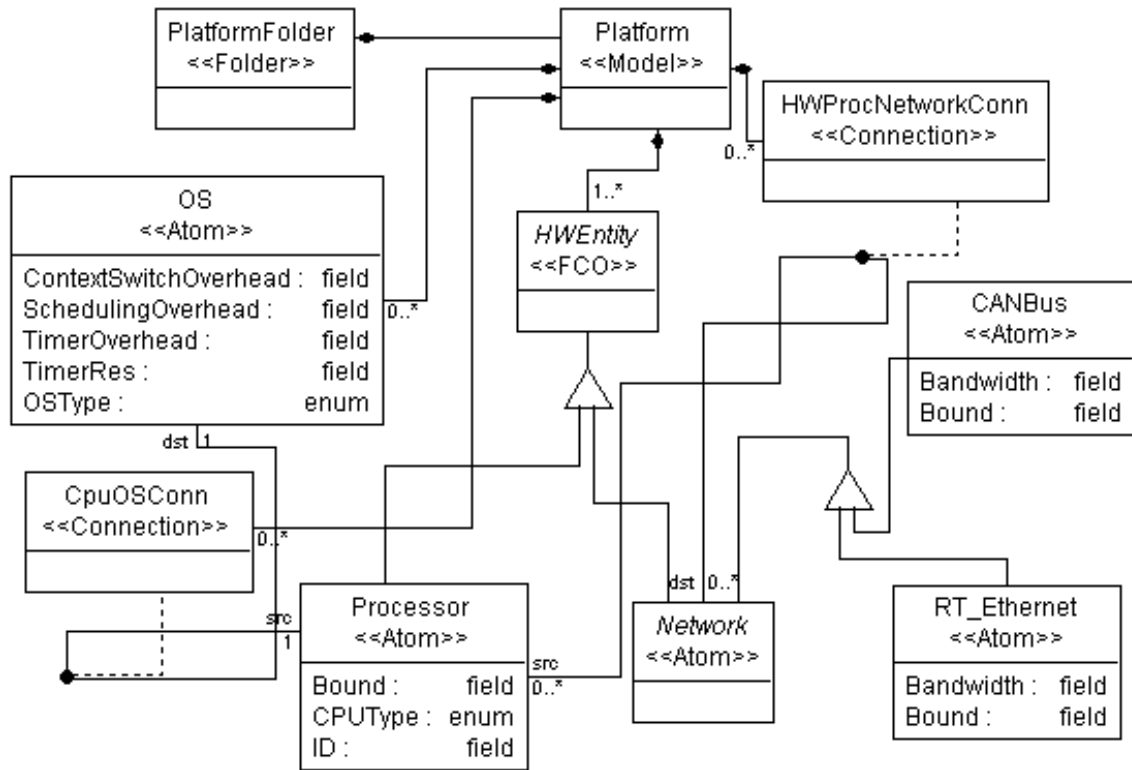 PlatformFolder
<<Folder>>
Platform
<<Model>>
HWProcNetworkConn
<<Connection>>
0..*
OS
<<Atom>>
ContextSwitchOverhead : field
SchedulingOverhead : field
TimerOverhead : field
TimerRes : field
OSType : enum
0..*
dst 1
1..*
HWEntity
<<FCO>>
CANBus
<<Atom>>
Bandwidth : field
Bound : field
CpuOSConn
<<Connection>>
0..*
src
1
Processor
<<Atom>>
Bound : field
CPUType : enum
ID : field
src
0..*
dst 0..*
Network
<<Atom>>
RT_Ethernet
<<Atom>>
Bandwidth : field
Bound : field